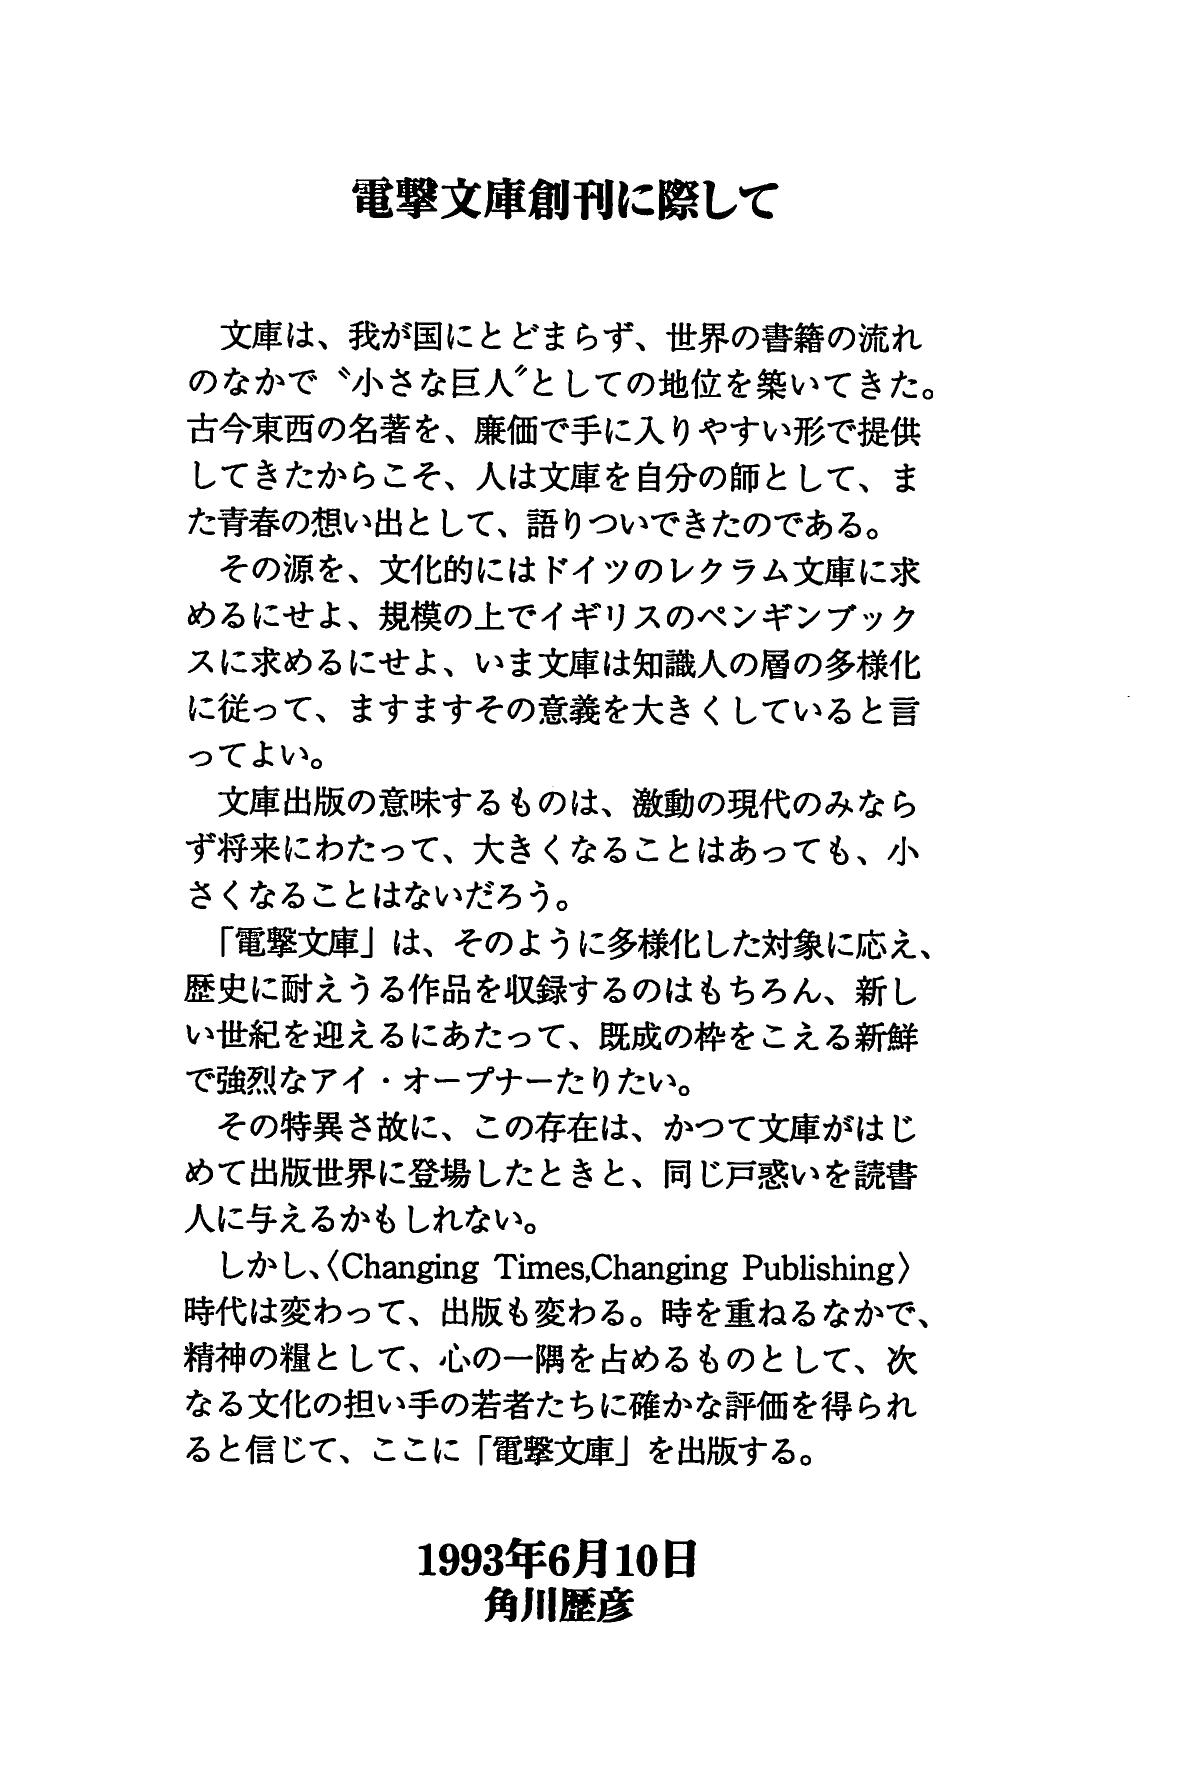 電撃文庫創刊に際して
文庫は、我が国にとどまらず、世界の書籍の流れ
のなかで〝小さな巨人〟としての地位を築いてきた。
古今東西の名著を、廉価で手に入りやすい形で提供
してきたからこそ、人は文庫を自分の師として、ま
た青春の想い出として、語りついできたのである。
その源を、文化的にはドイツのレクラム文庫に求
めるにせよ、規模の上でイギリスのペンギンブック
スに求めるにせよ、いま文庫は知識人の層の多様化
に従って、ますますその意義を大きくしていると言
ってよい。
文庫出版の意味するものは、激動の現代のみなら
ず将来にわたって、大きくなることはあっても、小
さくなることはないだろう。
「電撃文庫」は、そのように多様化した対象に応え、
歴史に耐えうる作品を収録するのはもちろん、新し
い世紀を迎えるにあたって、既成の枠をこえる新鮮
で強烈なアイ・オープナーたりたい。
その特異さ故に、この存在は、かつて文庫がはじ
めて出版世界に登場したときと、同じ戸惑いを読書
人に与えるかもしれない。
しかし、〈Changing Times,Changing Publishing〉
時代は変わって、出版も変わる。時を重ねるなかで、
精神の糧として、心の一隅を占めるものとして、次
なる文化の担い手の若者たちに確かな評価を得られ
ると信じて、ここに「電撃文庫」を出版する。
1993年6月10日
角川歴彦